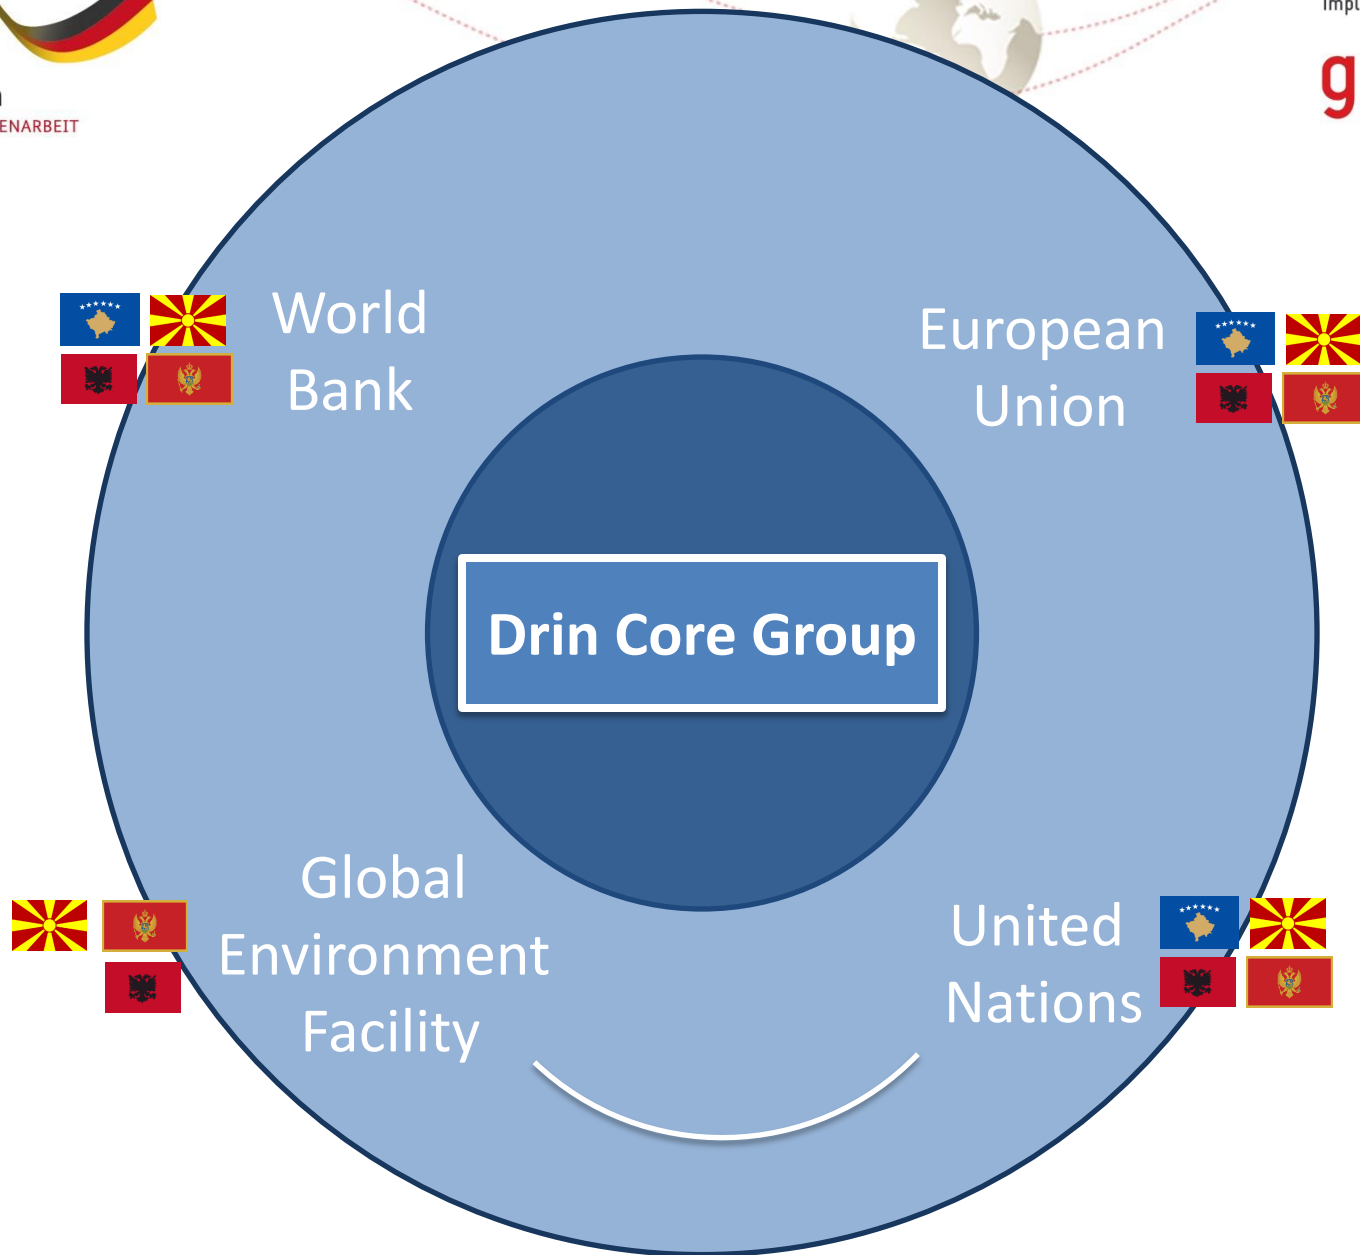 ENARBEIT
World
Bank
European
Union
Drin Core Group
Global
Environment
Facility
United
Nations